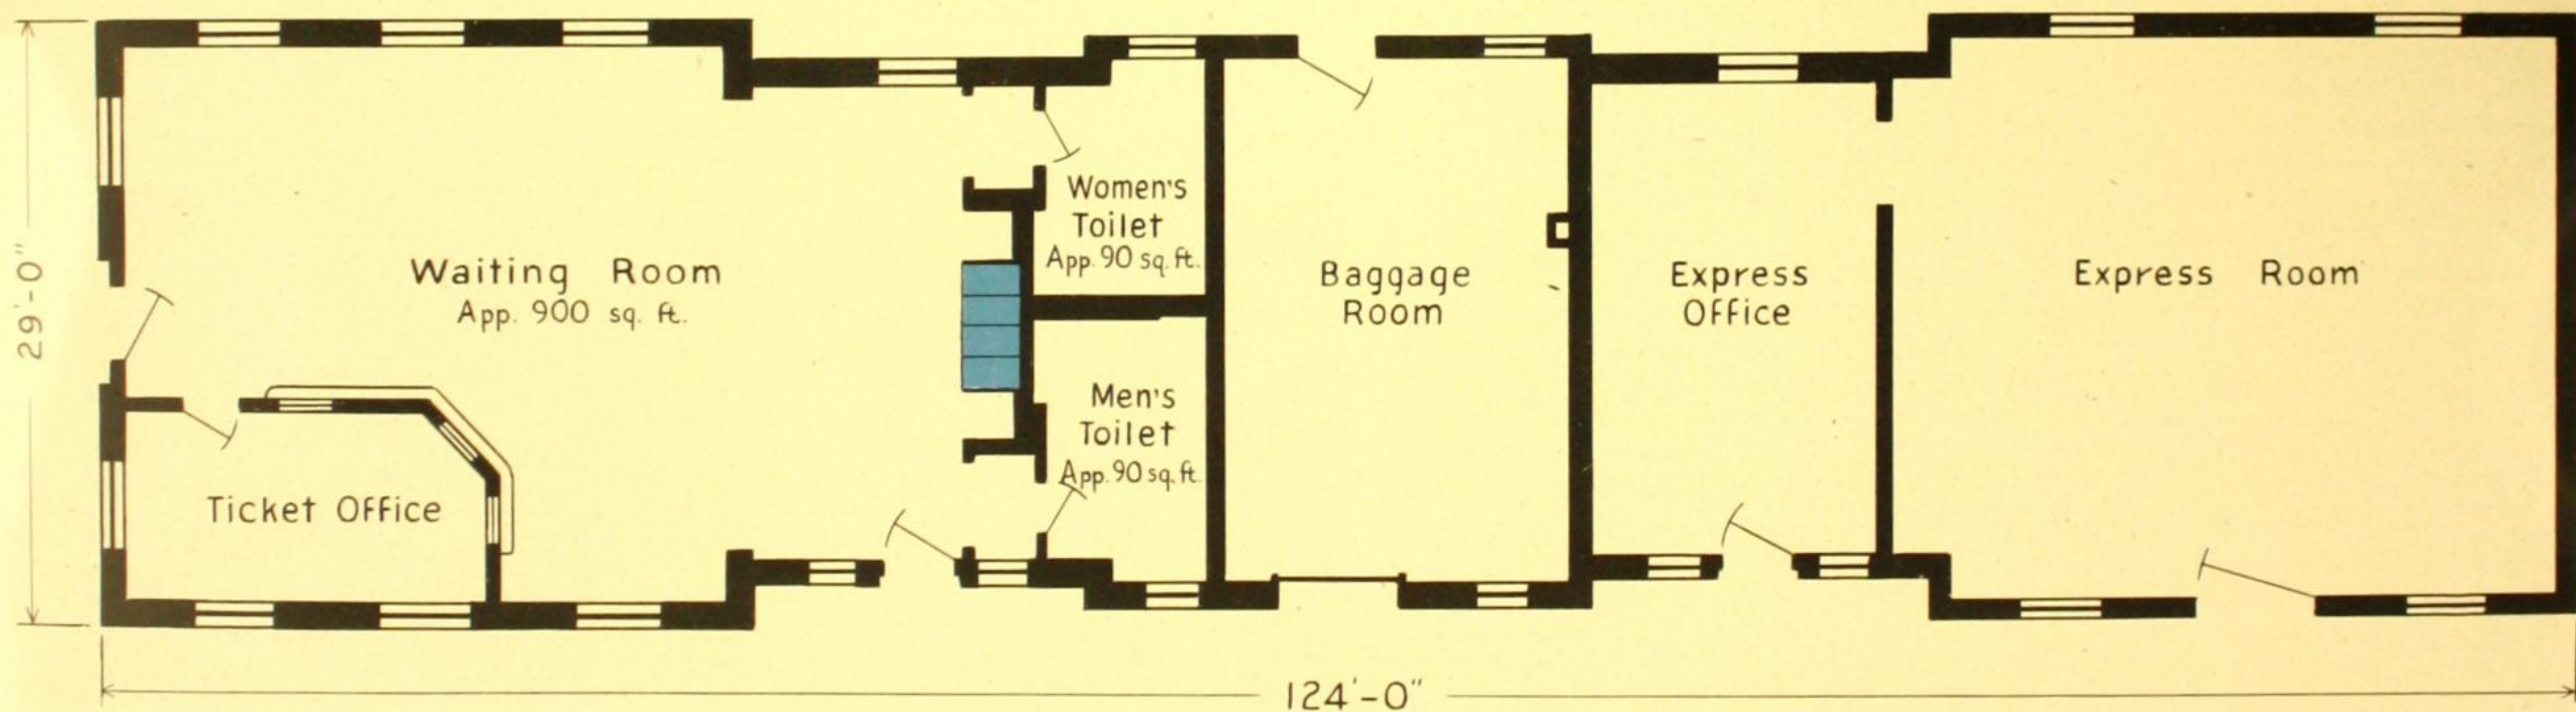 29'-0"
Waiting Room
App. 900 sq. ft.
Ticket Office
Women's
Toilet
App. 90 sq. ft.
Men's
Toilet
App. 90 sq. ft.
Baggage
Room
Express
Office
Express Room
124'-0"